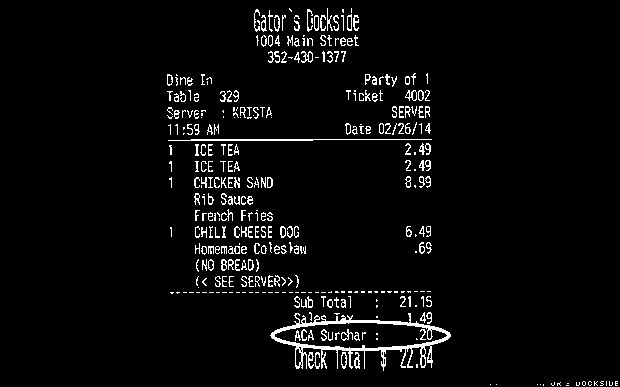 Gator's Dockside
1004 Main Street
352-430-1377
Dine In Party of 1
Table 329 Ticket 4002
Server : KRISTA SERVER
11:59 AM Date 02/26/14
1 ICE TEA 2.49
1 ICE TEA 2.49
1 CHICKEN SAND 8.99
Rib Sauce
French Fries
1 CHILI CHEESE DOG 6.49
Homemade Coleslaw .69
(NO BREAD)
(< SEE SERVER>>)
Sub Total : 21.15
Sales Tax : 1.49
ACA Surchar : .20
Check Total $ 22.84
DOCKSIDE